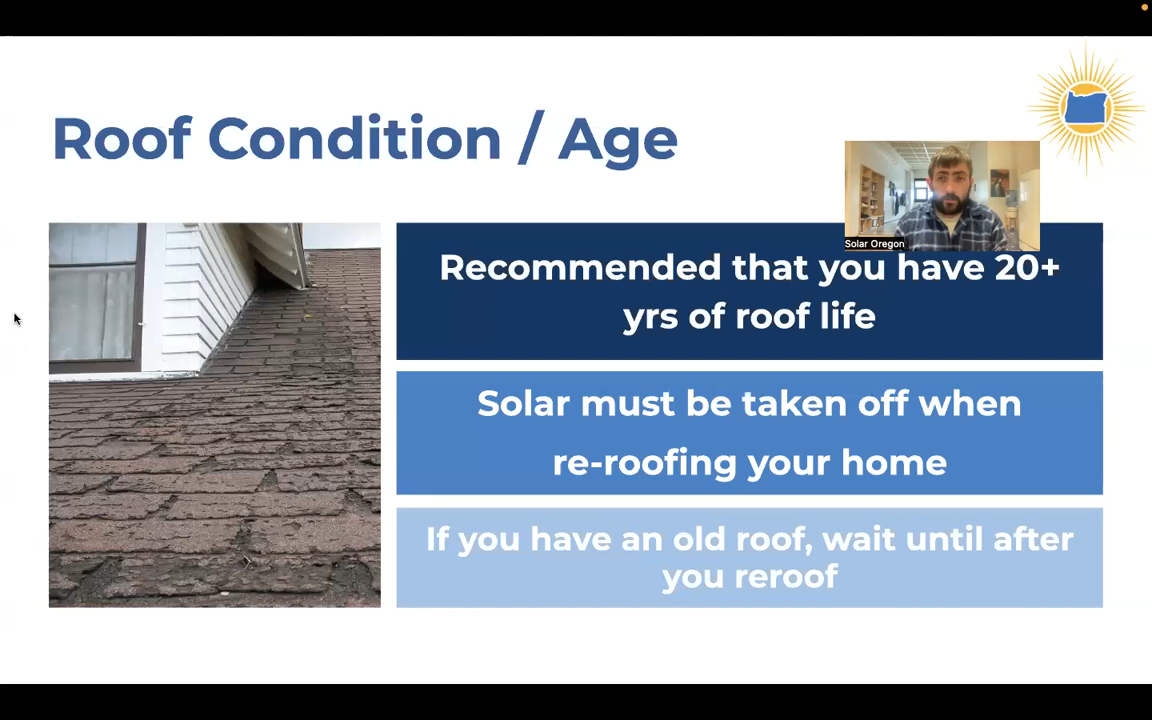 Roof Condition / Age
Solar Oregon
Recommended that you have 20+
yrs of roof life
Solar must be taken off when
re-roofing your home
If you have an old roof, wait until after
you reroof